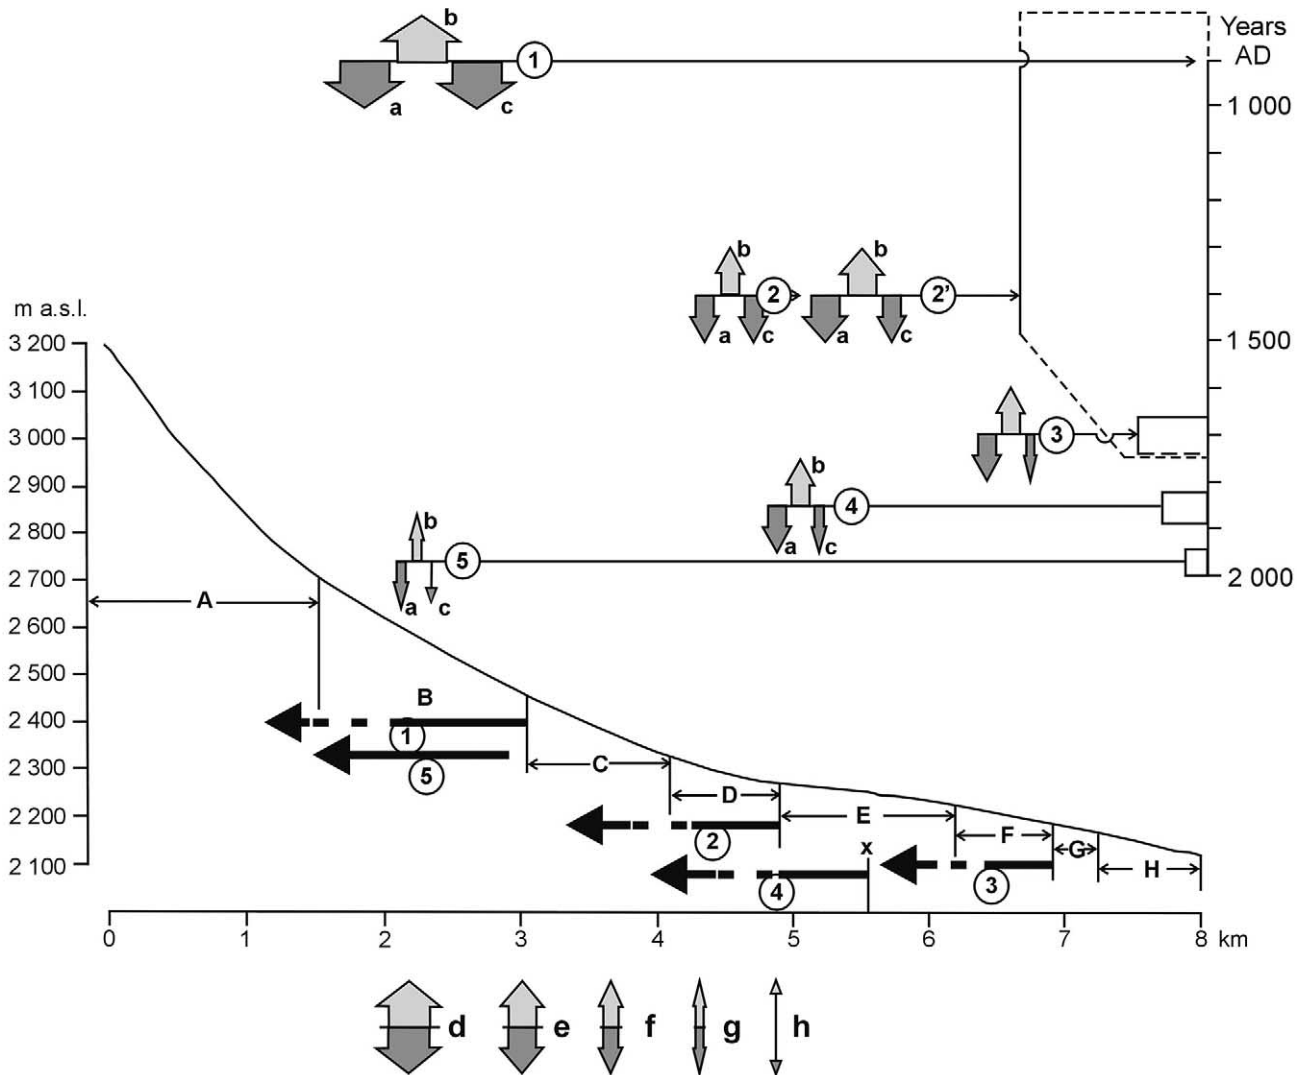 b
Years
AD
1
a
c
1 000
b
b
2
2'
a
c
a
c
m a.s.l.
3 200
1 500
3 100
3 000
3
2 900
b
4
2 800
a
c
b
5
2 700
2 000
a
c
A
2 600
2 500
B
2 400
1
2 300
5
C
D
2 200
E
2
F
x
G
2 100
H
4
3
0 1 2 3 4 5 6 7 8 km
d e f g h